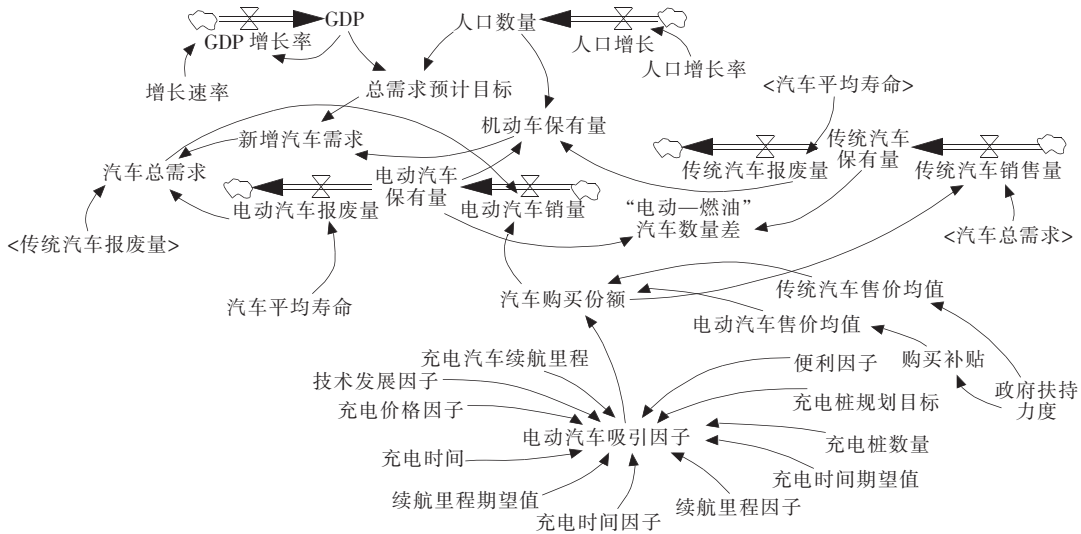 GDP
人口数量
GDP 增长率
人口增长
人口增长率
增长速率
总需求预计目标
<汽车平均寿命>
新增汽车需求
机动车保有量
传统汽车
保有量
汽车总需求
传统汽车报废量
传统汽车销售量
电动汽车
保有量
电动汽车报废量
电动汽车销量
“电动—燃油”
汽车数量差
<传统汽车报废量>
<汽车总需求>
汽车平均寿命
汽车购买份额
传统汽车售价均值
电动汽车售价均值
充电汽车续航里程
便利因子
购买补贴
技术发展因子
政府扶持
力度
充电价格因子
充电桩规划目标
电动汽车吸引因子
充电桩数量
充电时间
充电时间期望值
续航里程期望值
续航里程因子
充电时间因子